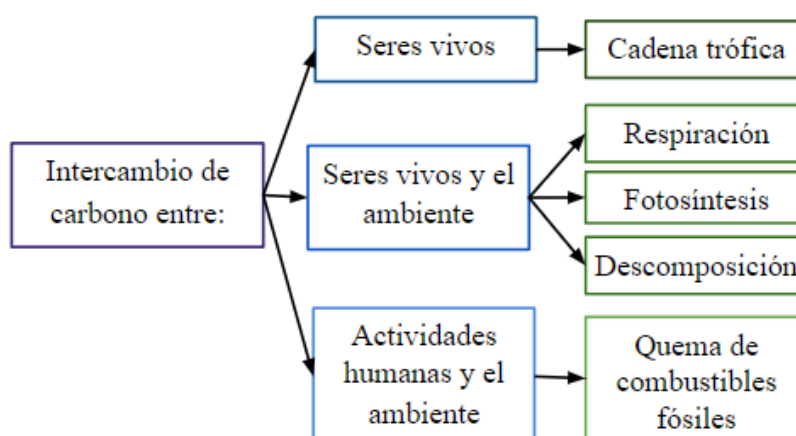 Intercambio de
carbono entre:
Seres vivos
Cadena trófica
Seres vivos y el
ambiente
Respiración
Fotosíntesis
Descomposición
Actividades
humanas y el
ambiente
Quema de
combustibles
fósiles